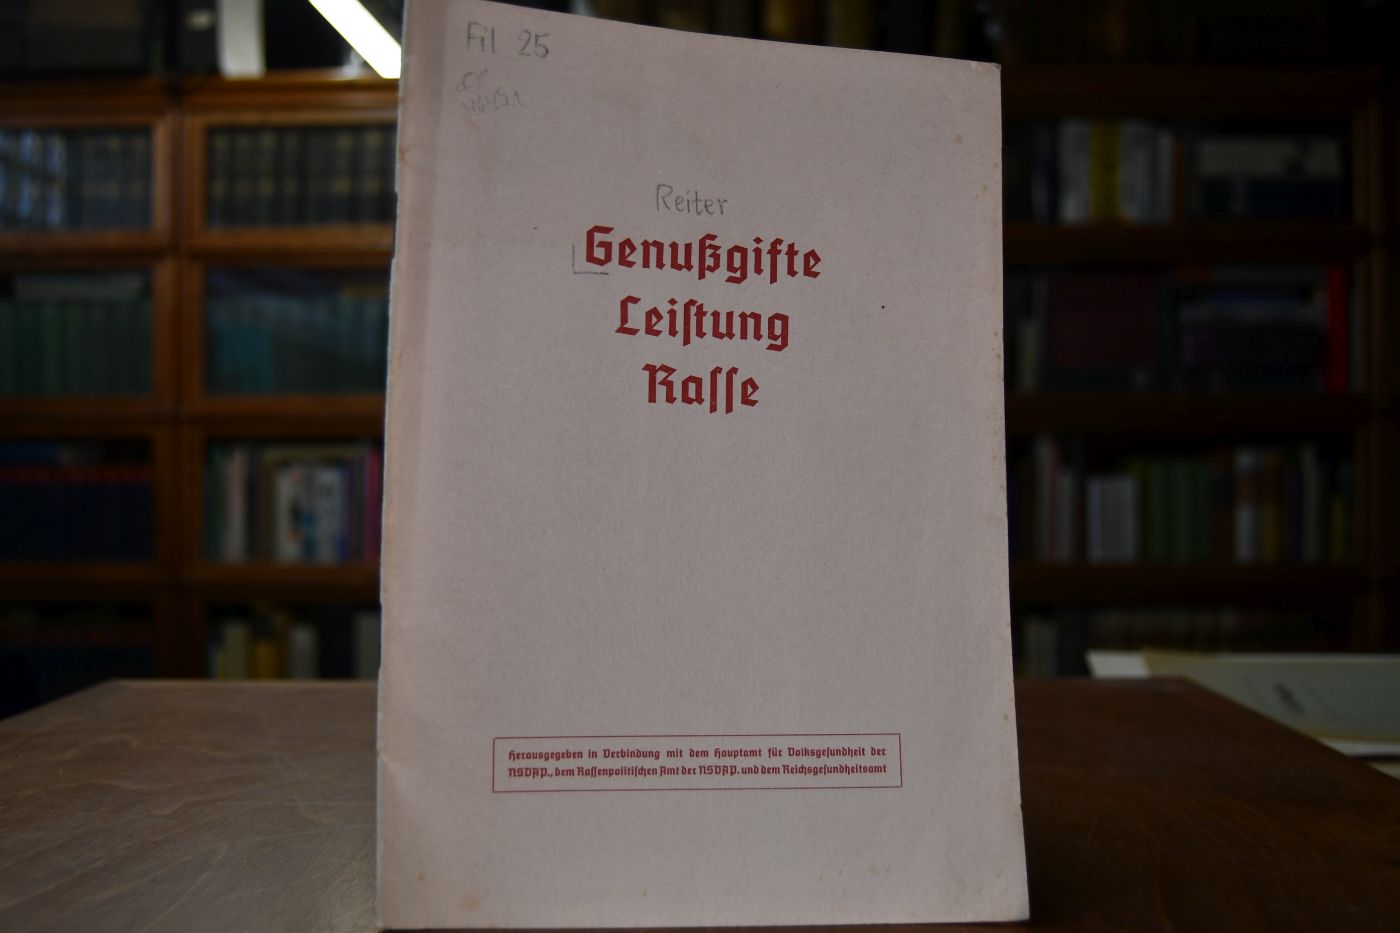 Fil 25
Reiter
Genußgifte
Leiſtung
Raſſe
Herausgegeben in Verbindung mit dem Hauptamt für Volksgeſundheit der
NSDAP., dem Raſſenpolitiſchen Amt der NSDAP. und dem Reichsgeſundheitsamt